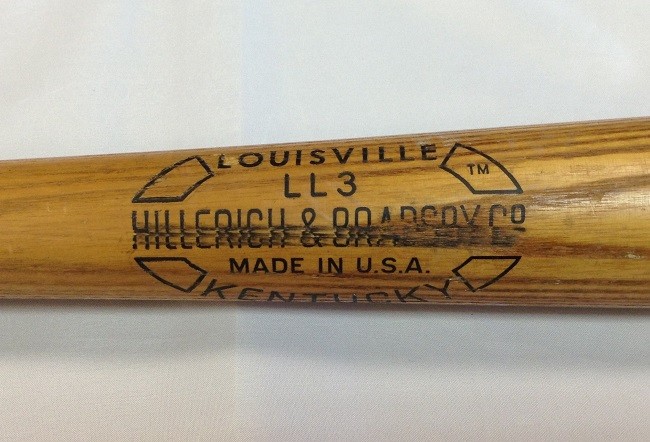 LOUISVILLE
TM
LL3
HILLERICH & BRADSBY CO
MADE IN U.S.A.
KENTUCKY